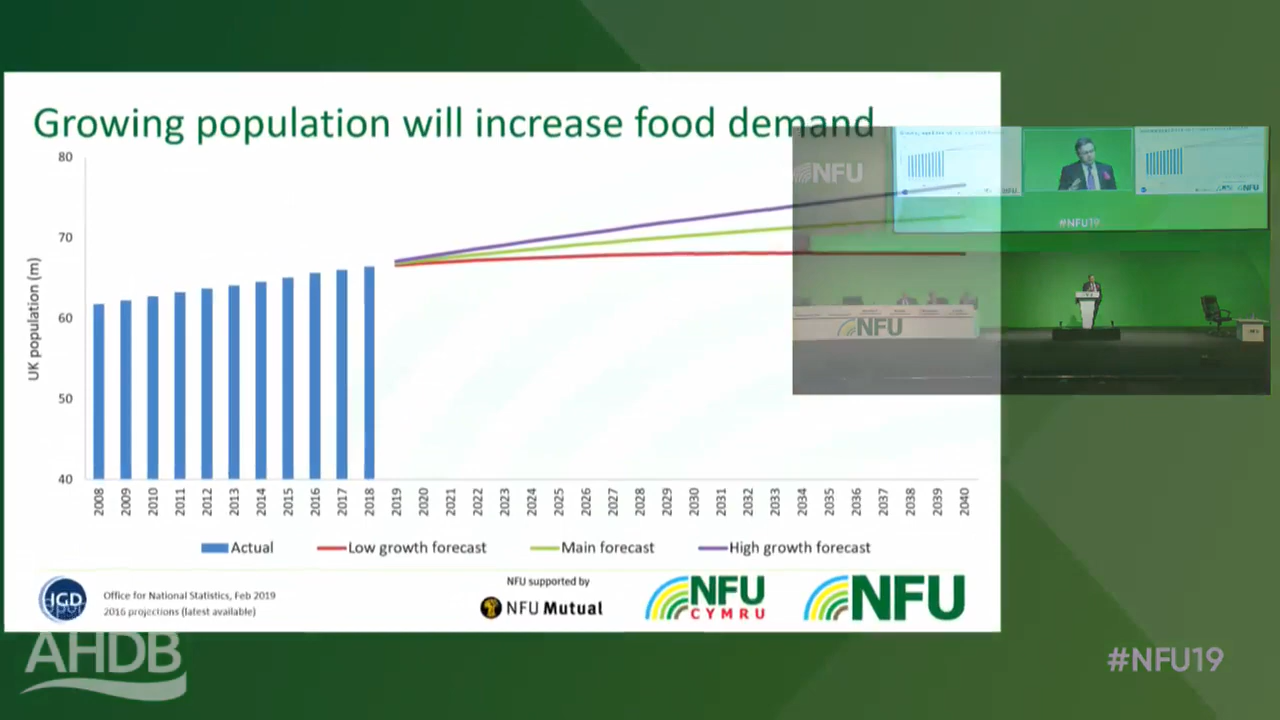 Growing population will increase food demand
80
70
60
50
40
UK population (m)
2008 2009 2010 2011 2012 2013 2014 2015 2016 2017 2018 2019 2020 2021 2022 2023 2024 2025 2026 2027 2028 2029 2030 2031 2032 2033 2034 2035 2036 2037 2038 2039 2040
Actual Low growth forecast Main forecast High growth forecast
IGD
Office for National Statistics, Feb 2019
2016 projections (latest available)
NFU supported by
NFU Mutual
NFU
CYMRU
NFU
NFU
#NFU19
NFU
NFU
AHDB
#NFU19